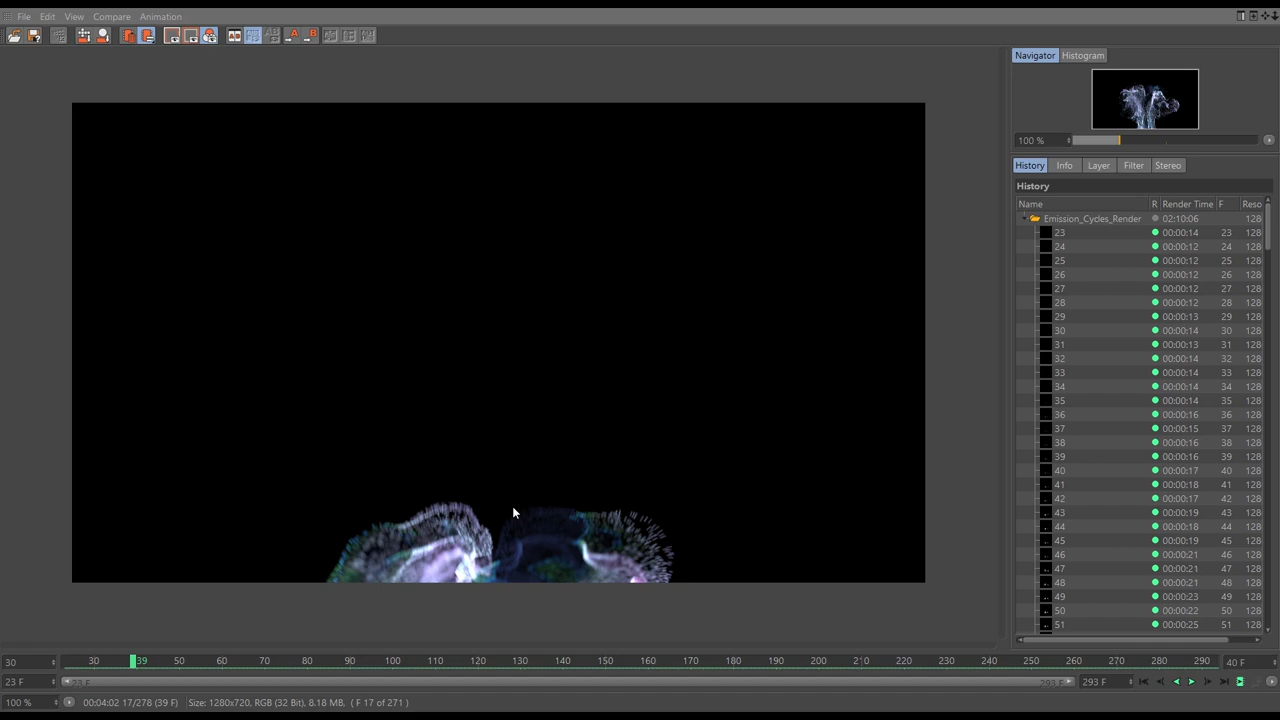 File Edit View Compare Animation
Navigator Histogram
100 %
History Info Layer Filter Stereo
History
Name R Render Time F Reso
Emission_Cycles_Render 02:10:06 128
23 00:00:14 23 128
24 00:00:12 24 128
25 00:00:12 25 128
26 00:00:12 26 128
27 00:00:12 27 128
28 00:00:12 28 128
29 00:00:13 29 128
30 00:00:14 30 128
31 00:00:13 31 128
32 00:00:14 32 128
33 00:00:14 33 128
34 00:00:14 34 128
35 00:00:14 35 128
36 00:00:16 36 128
37 00:00:15 37 128
38 00:00:16 38 128
39 00:00:16 39 128
40 00:00:17 40 128
41 00:00:18 41 128
42 00:00:17 42 128
43 00:00:19 43 128
44 00:00:18 44 128
45 00:00:19 45 128
46 00:00:21 46 128
47 00:00:21 47 128
48 00:00:21 48 128
49 00:00:23 49 128
50 00:00:22 50 128
51 00:00:25 51 128
30 30 39 50 60 70 80 90 100 110 120 130 140 150 160 170 180 190 200 210 220 230 240 250 260 270 280 290 40 F
23 F 23 F 293 F 293 F
100 % 00:04:02 17/278 (39 F) Size: 1280x720, RGB (32 Bit), 8.18 MB, ( F 17 of 271 )